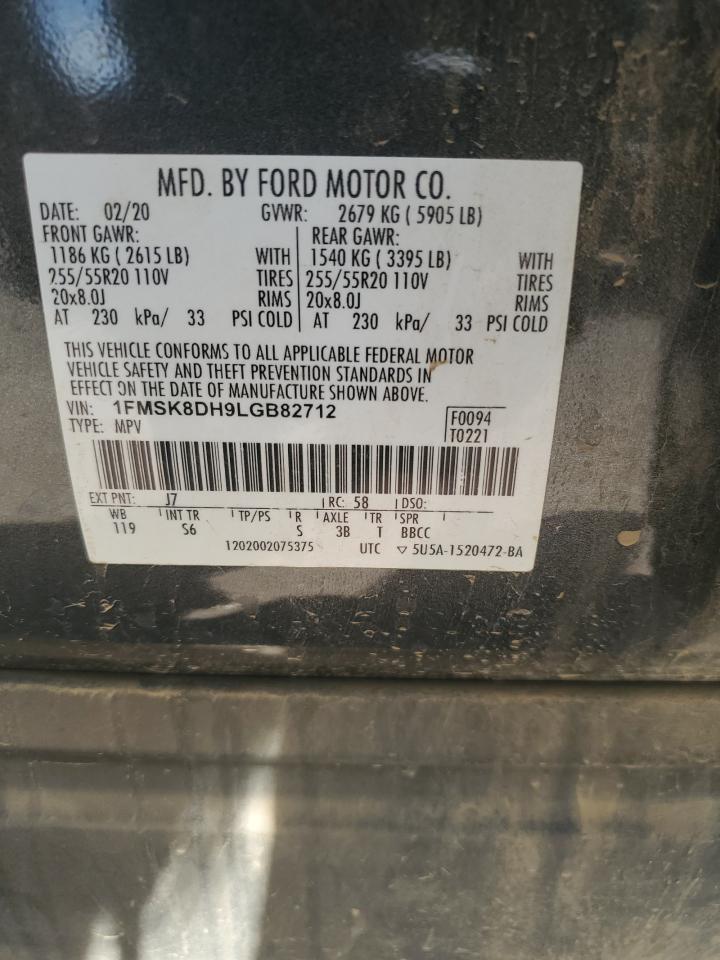 MFD. BY FORD MOTOR CO.
DATE: 02/20 GVWR: 2679 KG ( 5905 LB)
FRONT GAWR: REAR GAWR:
1186 KG ( 2615 LB) WITH 1540 KG ( 3395 LB) WITH
255/55R20 110V TIRES 255/55R20 110V TIRES
20x8.0J RIMS 20x8.0J RIMS
AT 230 kPa/ 33 PSI COLD AT 230 kPa/ 33 PSI COLD
THIS VEHICLE CONFORMS TO ALL APPLICABLE FEDERAL MOTOR
VEHICLE SAFETY AND THEFT PREVENTION STANDARDS IN
EFFECT ON THE DATE OF MANUFACTURE SHOWN ABOVE.
VIN: 1FMSK8DH9LGB82712
TYPE: MPV
F0094
T0221
EXT PNT: J7 RC: 58 DSO:
WB INT TR TP/PS R AXLE TR SPR
119 S6 S 3B T BBCC
1202002075375 UTC ▽ 5U5A-1520472-BA